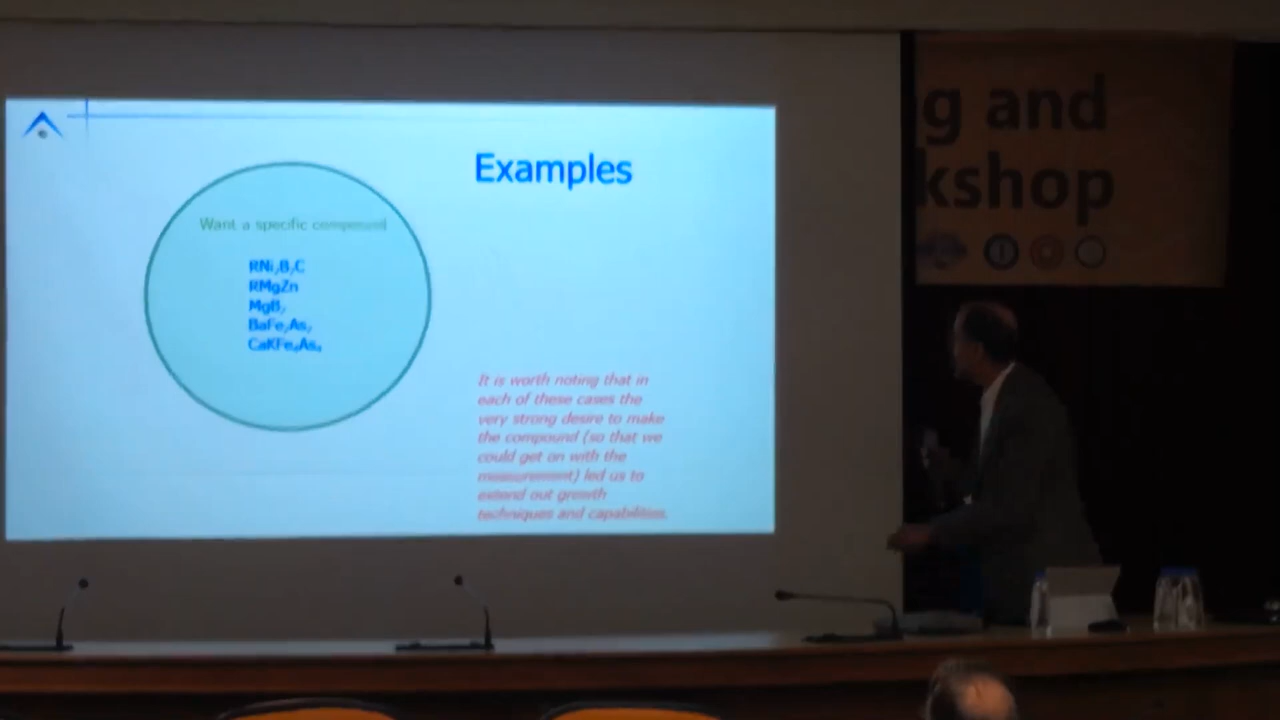 Examples
Want a specific compound
RNi₂B₂C
RMgZn
MgB₂
BaFe₂As₂
CaKFe₄As₄
It is worth noting that in
each of these cases the
very strong desire to make
the compound (so that we
could get on with the
measurement) led us to
extend out growth
techniques and capabilities.
g and
kshop